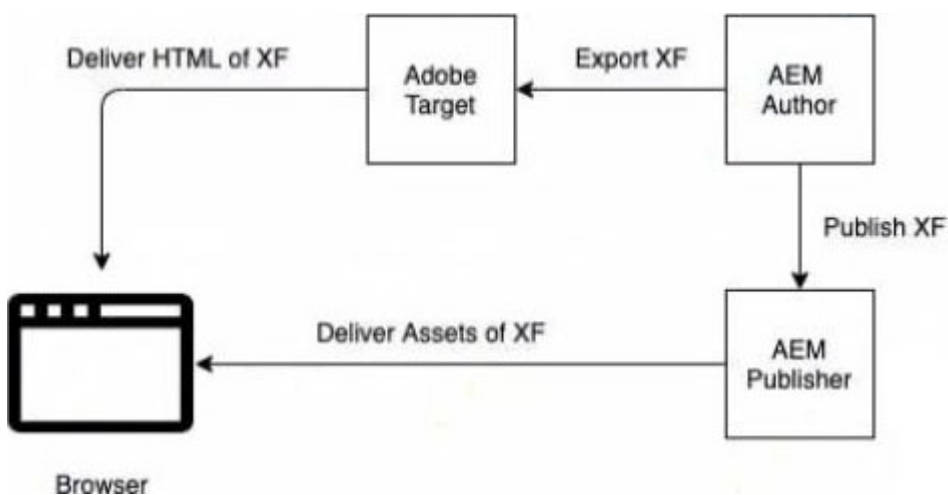 Deliver HTML of XF
Adobe
Target
Export XF
AEM
Author
Publish XF
Deliver Assets of XF
AEM
Publisher
Browser